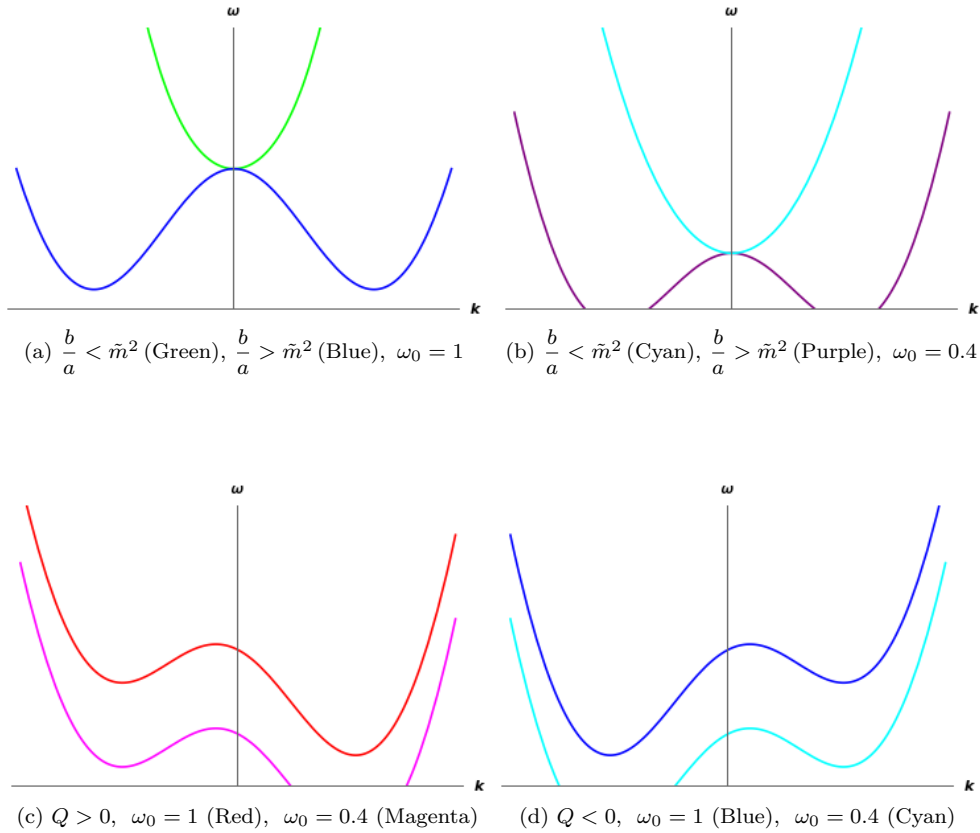 ω
ω
k
k
(a) b/a < m̃² (Green), b/a > m̃² (Blue), ω₀ = 1
(b) b/a < m̃² (Cyan), b/a > m̃² (Purple), ω₀ = 0.4
ω
ω
k
k
(c) Q > 0, ω₀ = 1 (Red), ω₀ = 0.4 (Magenta)
(d) Q < 0, ω₀ = 1 (Blue), ω₀ = 0.4 (Cyan)